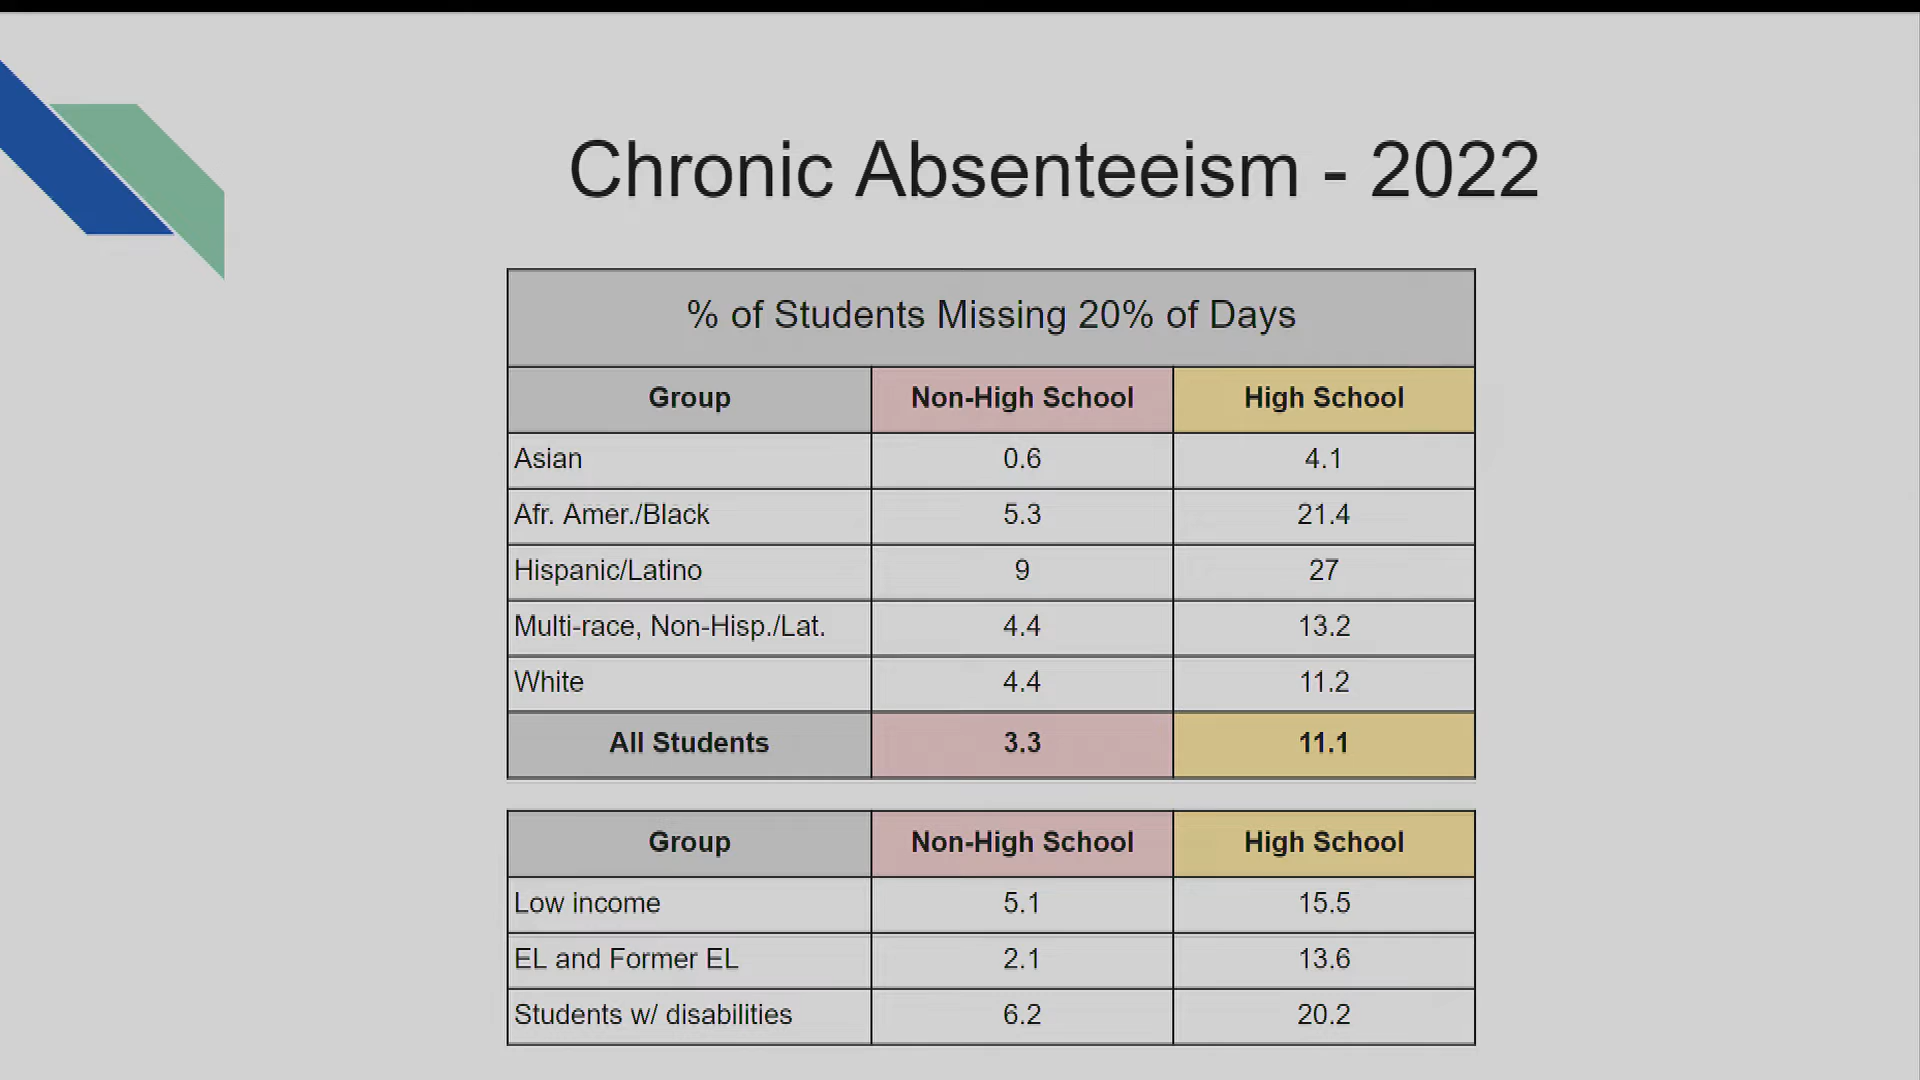 Chronic Absenteeism - 2022
% of Students Missing 20% of Days
Group Non-High School High School
Asian 0.6 4.1
Afr. Amer./Black 5.3 21.4
Hispanic/Latino 9 27
Multi-race, Non-Hisp./Lat. 4.4 13.2
White 4.4 11.2
All Students 3.3 11.1
Group Non-High School High School
Low income 5.1 15.5
EL and Former EL 2.1 13.6
Students w/ disabilities 6.2 20.2